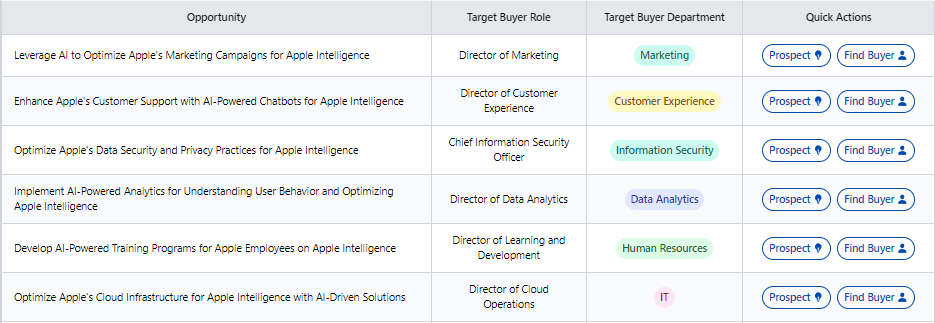 Opportunity Target Buyer Role Target Buyer Department Quick Actions
Leverage AI to Optimize Apple's Marketing Campaigns for Apple Intelligence Director of Marketing Marketing Prospect Find Buyer
Enhance Apple's Customer Support with AI-Powered Chatbots for Apple Intelligence
Director of Customer
Experience
Customer Experience Prospect Find Buyer
Optimize Apple's Data Security and Privacy Practices for Apple Intelligence
Chief Information Security
Officer
Information Security Prospect Find Buyer
Implement AI-Powered Analytics for Understanding User Behavior and Optimizing
Apple Intelligence
Director of Data Analytics Data Analytics Prospect Find Buyer
Develop AI-Powered Training Programs for Apple Employees on Apple Intelligence
Director of Learning and
Development
Human Resources Prospect Find Buyer
Optimize Apple's Cloud Infrastructure for Apple Intelligence with AI-Driven Solutions
Director of Cloud
Operations
IT Prospect Find Buyer